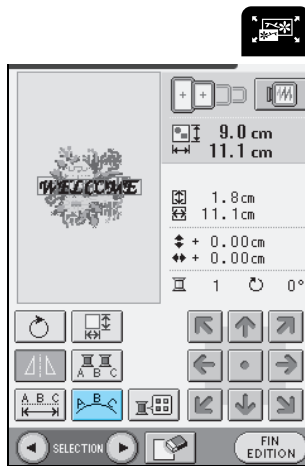 9.0 cm
11.1 cm
WELCOME
1.8cm
11.1cm
+ 0.00cm
+ 0.00cm
1 0°
A B C
A B C
A B C
SELECTION
FIN
EDITION